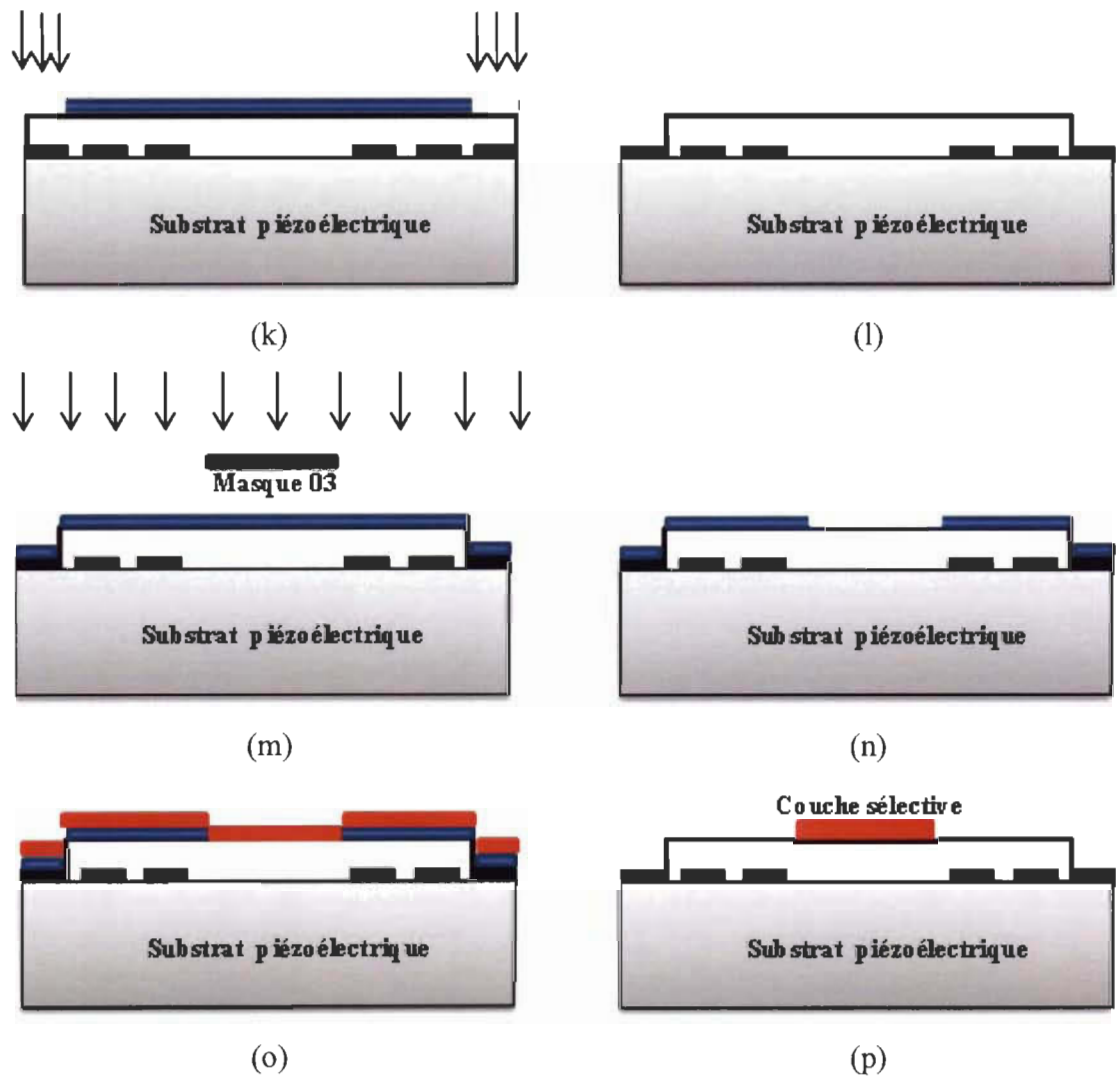 Substrat piézoélectrique
Substrat piézoélectrique
(k)
(l)
Masque 03
Substrat piézoélectrique
Substrat piézoélectrique
(m)
(n)
Couche sélective
Substrat piézoélectrique
Substrat piézoélectrique
(o)
(p)